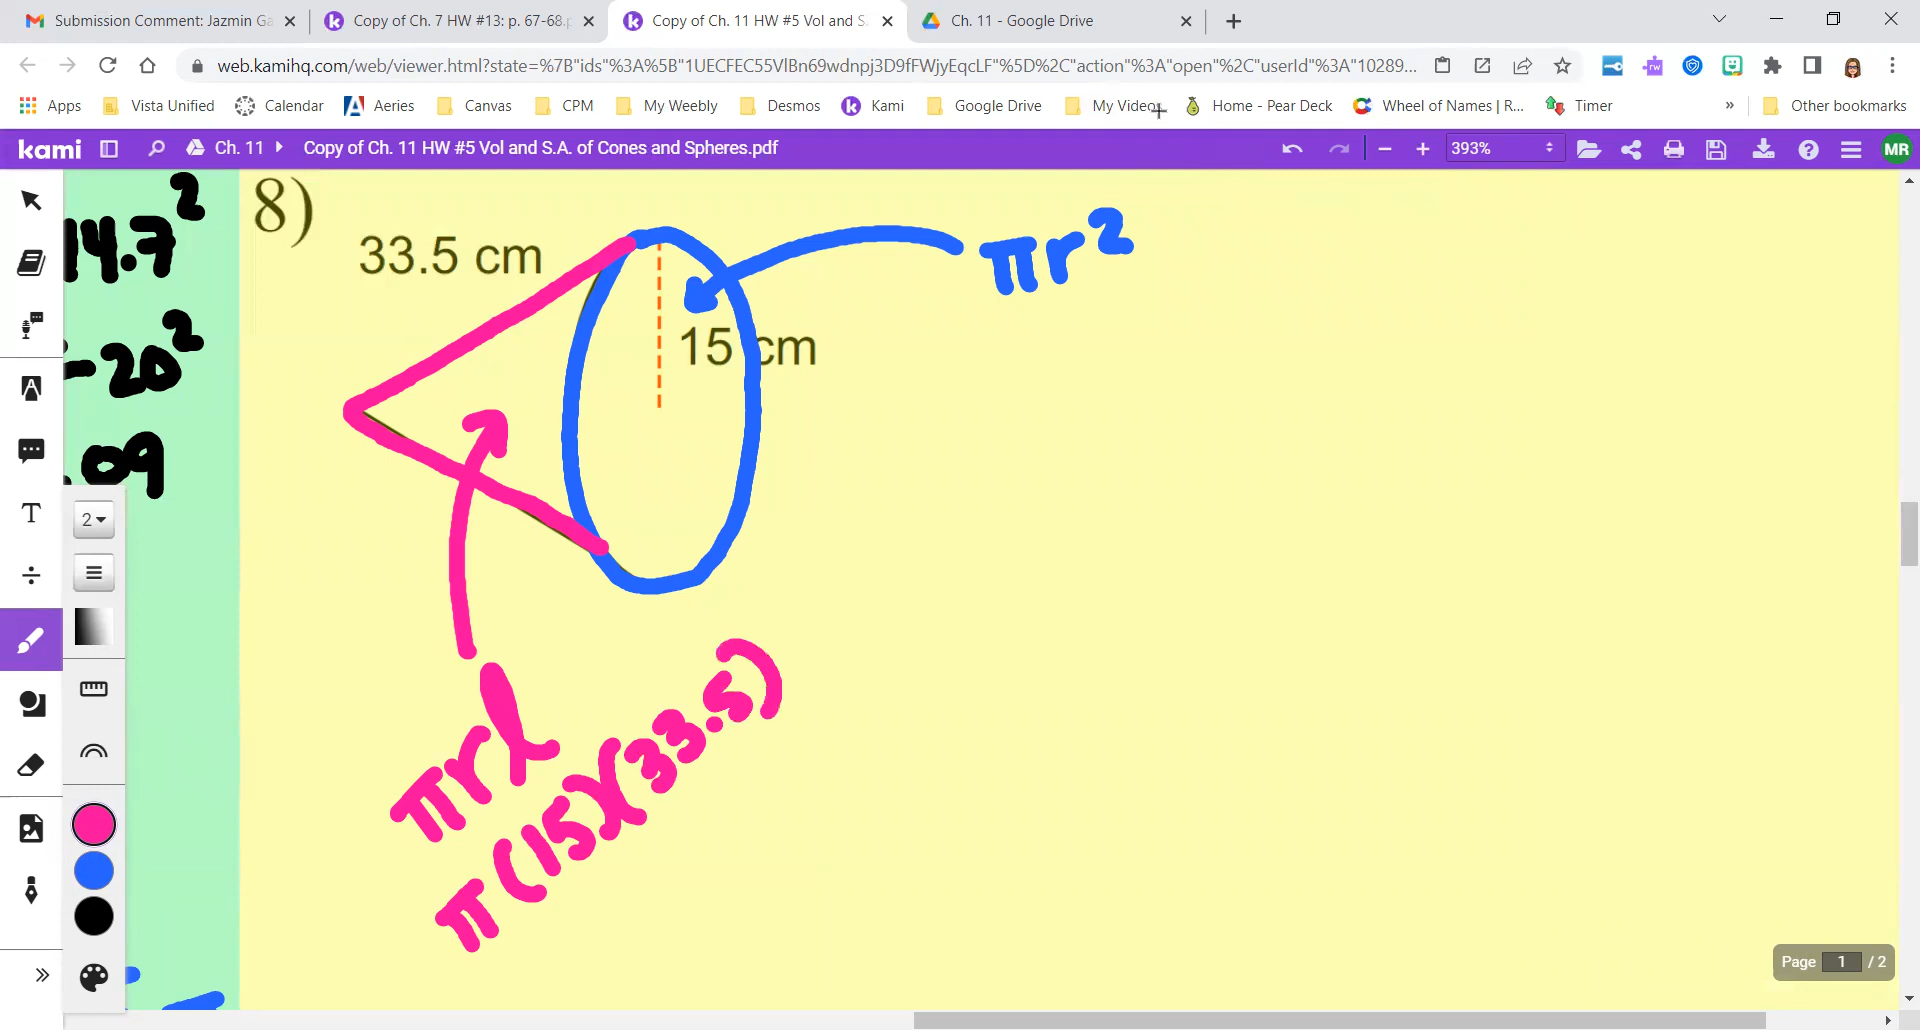 Submission Comment: Jazmin Ga
Copy of Ch. 7 HW #13: p. 67-68.p
Copy of Ch. 11 HW #5 Vol and S.
Ch. 11 - Google Drive
web.kamihq.com/web/viewer.html?state=%7B"ids"%3A%5B"1UECFEC55VlBn69wdnpj3D9fFWjyEqcLF"%5D%2C"action"%3A"open"%2C"userId"%3A"10289...
Apps
Vista Unified
Calendar
Aeries
Canvas
CPM
My Weebly
Desmos
Kami
Google Drive
My Videos
Home - Pear Deck
Wheel of Names | R...
Timer
»
Other bookmarks
kami
Ch. 11
Copy of Ch. 11 HW #5 Vol and S.A. of Cones and Spheres.pdf
393%
MR
8)
14.7²
-20²
.09
33.5 cm
πr²
15 cm
πrl
π(15)(33.5)
2
Page 1 / 2